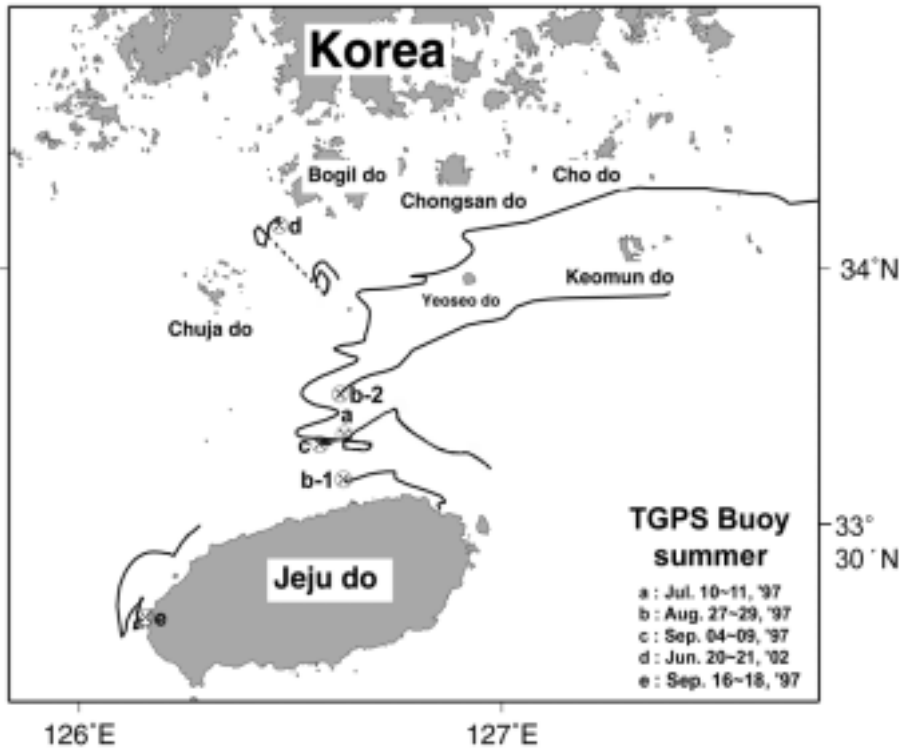 Korea
Bogil do
Chongsan do
Cho do
d
Keomun do
34°N
Yeoseo do
Chuja do
b-2
a
c
b-1
TGPS Buoy
summer
33°
30´N
Jeju do
a : Jul. 10~11, '97
b : Aug. 27~29, '97
c : Sep. 04~09, '97
d : Jun. 20~21, '02
e : Sep. 16~18, '97
e
126°E
127°E